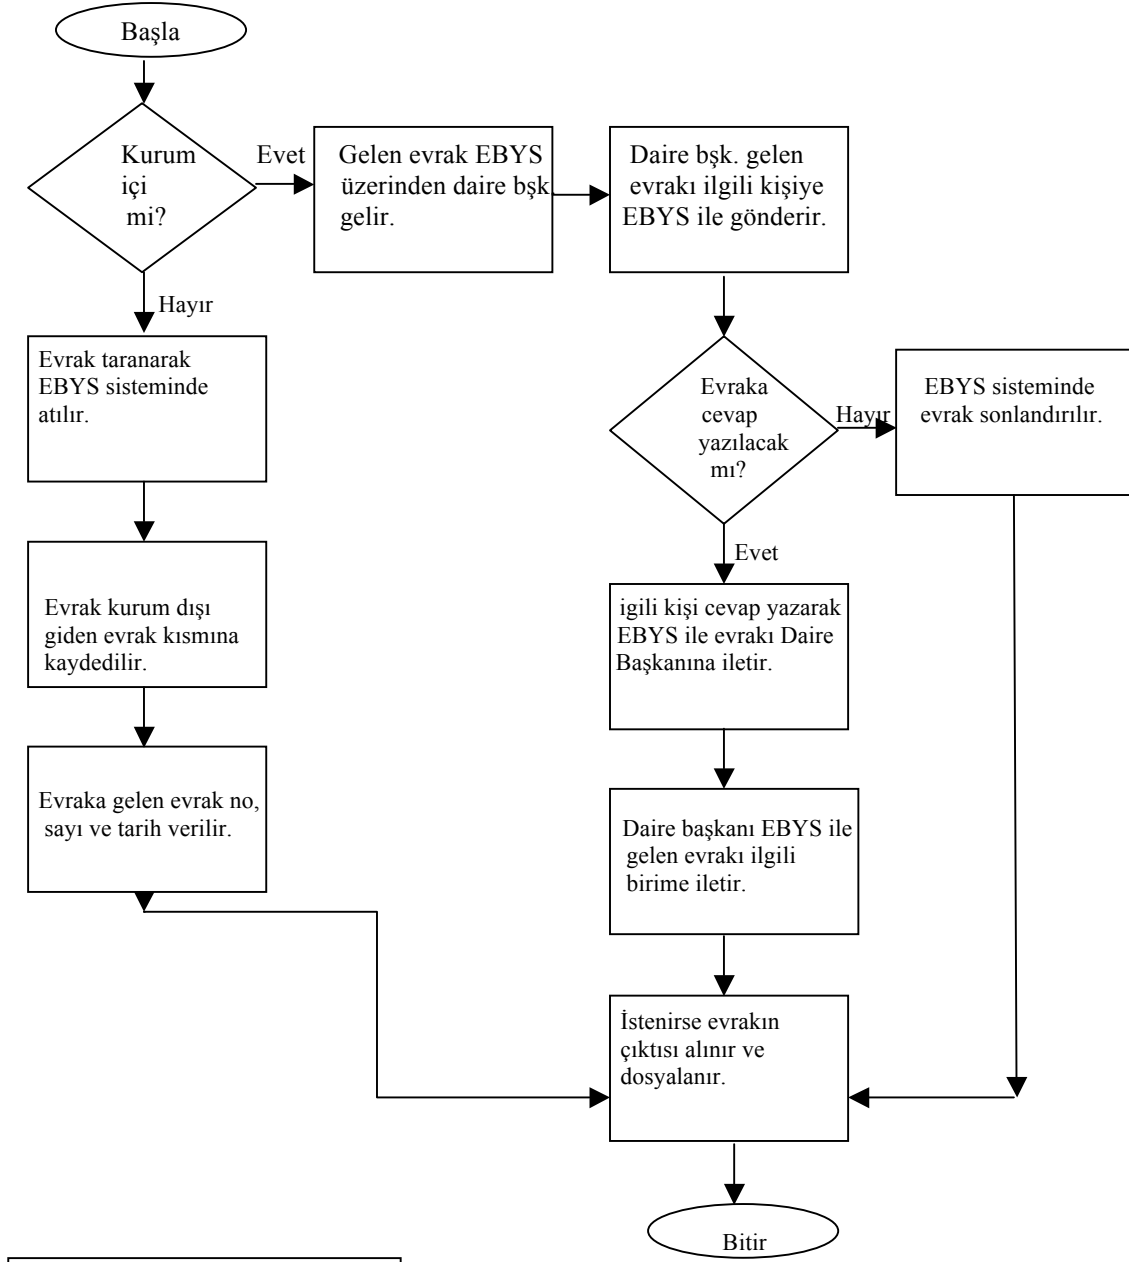 Başla
Kurum
içi
mi?
Evet
Gelen evrak EBYS
üzerinden daire bşk.
gelir.
Daire bşk. gelen
evrakı ilgili kişiye
EBYS ile gönderir.
Hayır
Evrak taranarak
EBYS sisteminde
atılır.
Evraka
cevap
yazılacak
mı?
Hayır
EBYS sisteminde
evrak sonlandırılır.
Evet
Evrak kurum dışı
giden evrak kısmına
kaydedilir.
igili kişi cevap yazarak
EBYS ile evrakı Daire
Başkanına iletir.
Evraka gelen evrak no,
sayı ve tarih verilir.
Daire başkanı EBYS ile
gelen evrakı ilgili
birime iletir.
İstenirse evrakın
çıktısı alınır ve
dosyalanır.
Bitir